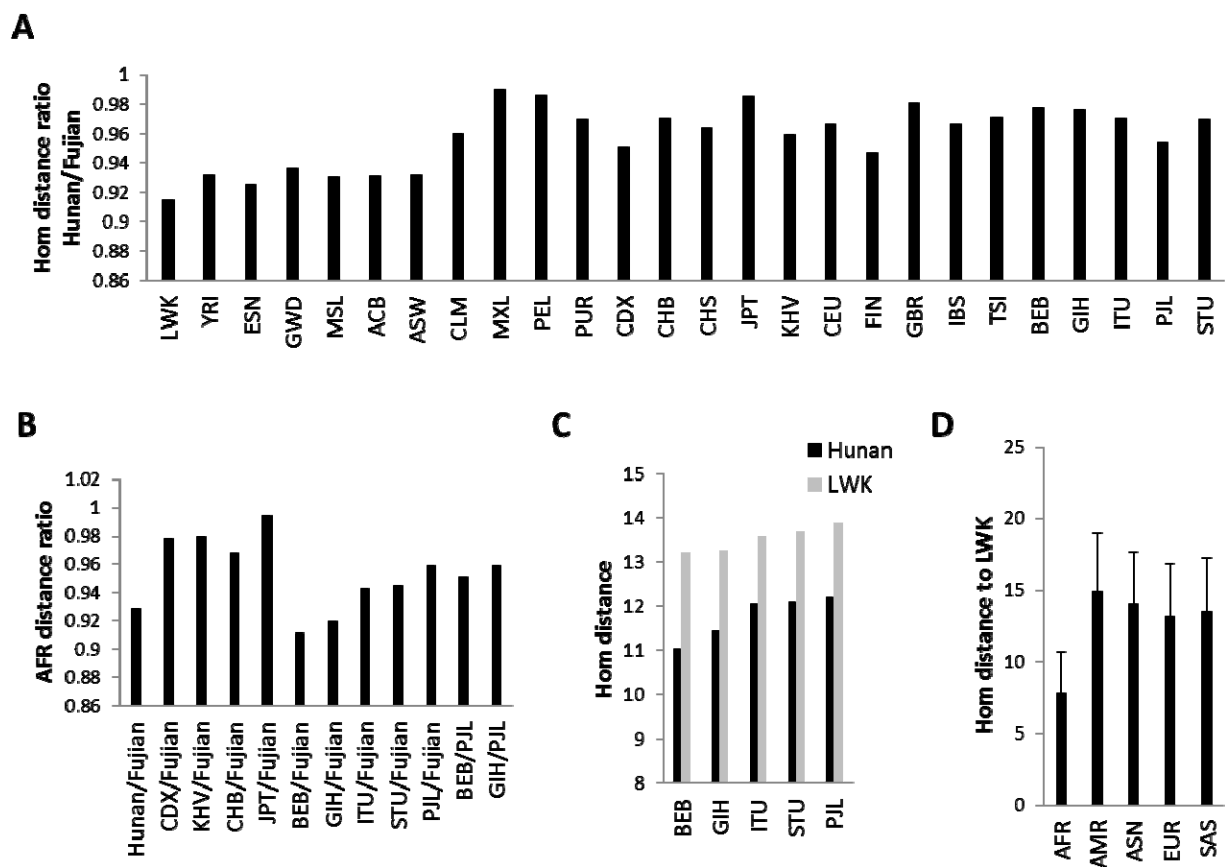 A
Hom distance ratio
Hunan/Fujian
1
0.98
0.96
0.94
0.92
0.9
0.88
0.86
LWK YRI ESN GWD MSL ACB ASW CLM MXL PEL PUR CDX CHB CHS JPT KHV CEU FIN GBR IBS TSI BEB GIH ITU PJL STU
B
AFR distance ratio
1.02
1
0.98
0.96
0.94
0.92
0.9
0.88
0.86
Hunan/Fujian CDX/Fujian KHV/Fujian CHB/Fujian JPT/Fujian BEB/Fujian GIH/Fujian ITU/Fujian STU/Fujian PJL/Fujian BEB/PJL GIH/PJL
C
Hunan
LWK
Hom distance
15
14
13
12
11
10
9
8
BEB GIH ITU STU PJL
D
Hom distance to LWK
25
20
15
10
5
0
AFR AMR ASN EUR SAS